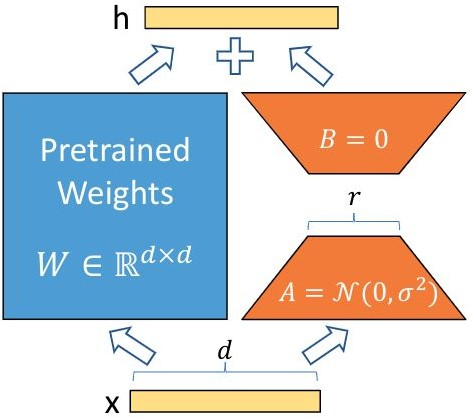 h
Pretrained
Weights
W ∈ ℝ^{d×d}
B = 0
r
A = 𝒩(0, σ²)
d
x